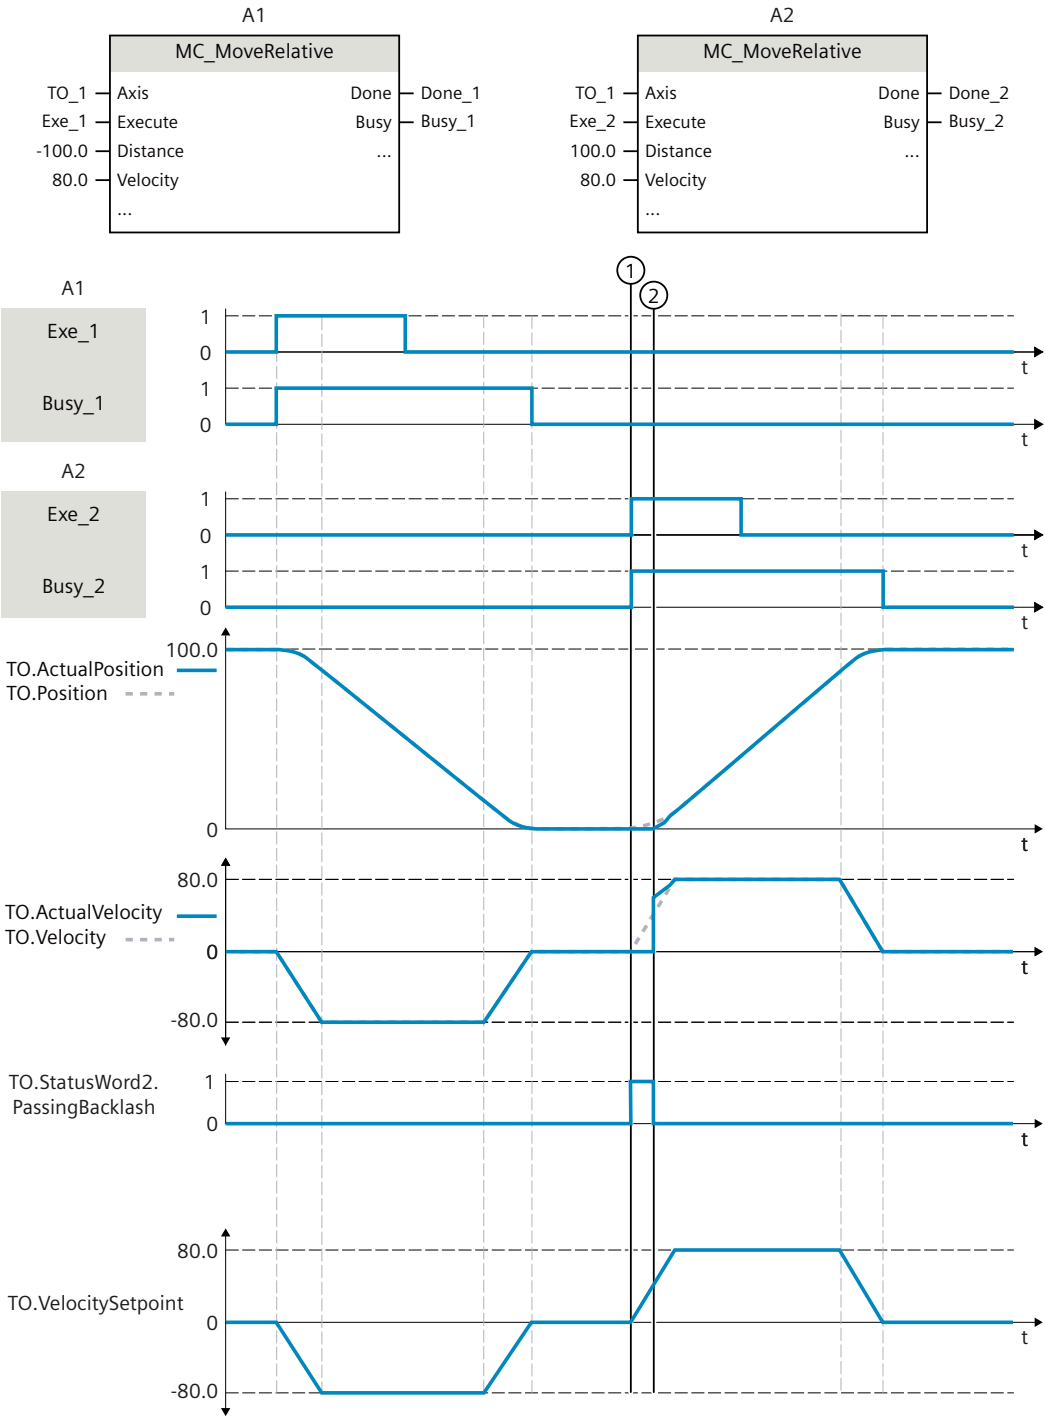 A1
A2
MC_MoveRelative
MC_MoveRelative
TO_1 Axis Done Done_1
TO_1 Axis Done Done_2
Exe_1 Execute Busy Busy_1
Exe_2 Execute Busy Busy_2
-100.0 Distance ...
100.0 Distance ...
80.0 Velocity
80.0 Velocity
...
...
1
2
A1
Exe_1
1
0
t
Busy_1
1
0
t
A2
Exe_2
1
0
t
Busy_2
1
0
t
100.0
TO.ActualPosition
TO.Position
0
t
80.0
TO.ActualVelocity
TO.Velocity
0
t
-80.0
TO.StatusWord2.
PassingBacklash
1
0
t
80.0
TO.VelocitySetpoint
0
t
-80.0